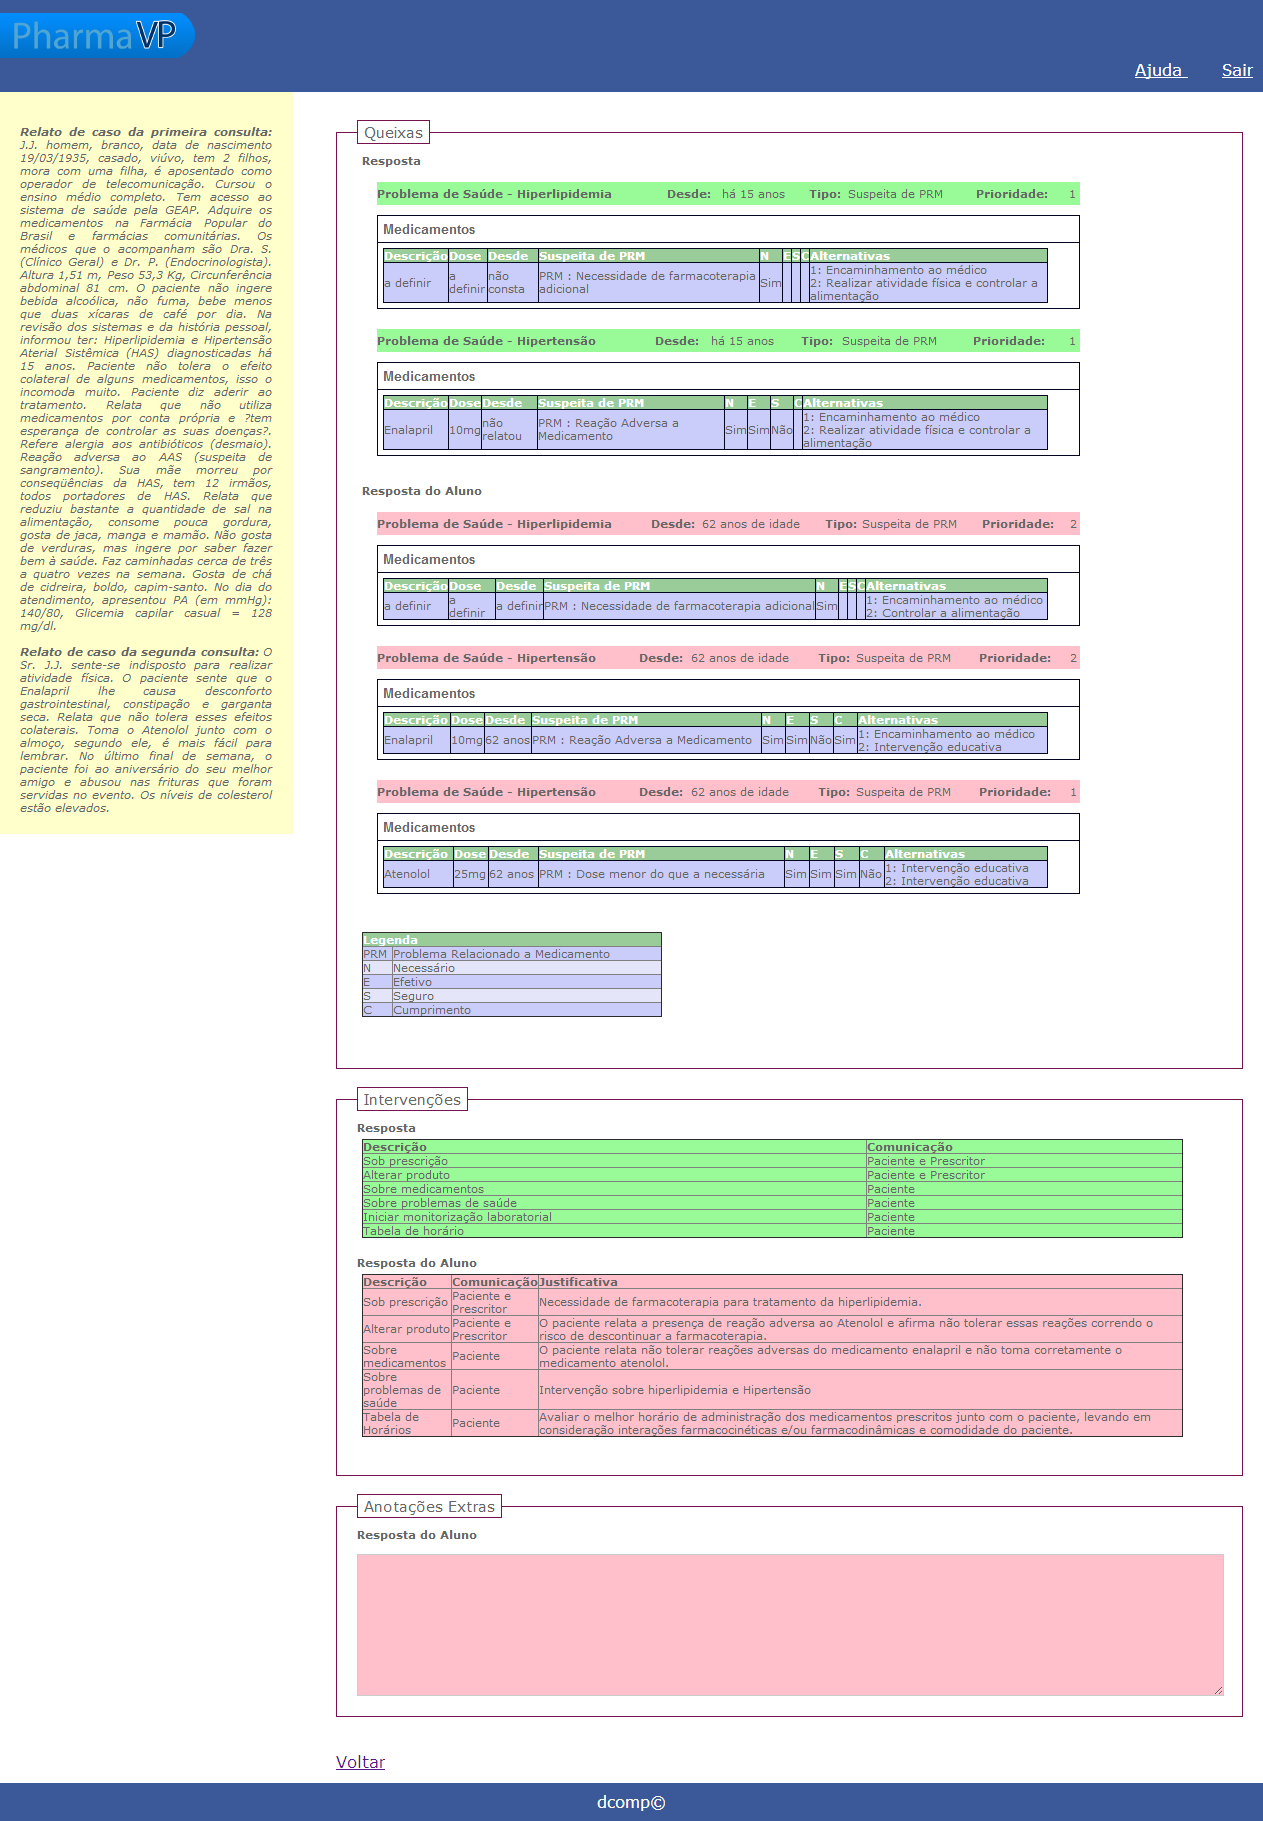 PharmaVP
Ajuda Sair
Relato de caso da primeira consulta:
J.J. homem, branco, data de nascimento
19/03/1935, casado, viúvo, tem 2 filhos,
mora com uma filha, é aposentado como
operador de telecomunicação. Cursou o
ensino médio completo. Tem acesso ao
sistema de saúde pela GEAP. Adquire os
medicamentos na Farmácia Popular do
Brasil e farmácias comunitárias. Os
médicos que o acompanham são Dra. S.
(Clínico Geral) e Dr. P. (Endocrinologista).
Altura 1,51 m, Peso 53,3 Kg, Circunferência
abdominal 81 cm. O paciente não ingere
bebida alcoólica, não fuma, bebe menos
que duas xícaras de café por dia. Na
revisão dos sistemas e da história pessoal,
informou ter: Hiperlipidemia e Hipertensão
Aterial Sistêmica (HAS) diagnosticadas há
15 anos. Paciente não tolera o efeito
colateral de alguns medicamentos, isso o
incomoda muito. Paciente diz aderir ao
tratamento. Relata que não utiliza
medicamentos por conta própria e ?tem
esperança de controlar as suas doenças?.
Refere alergia aos antibióticos (desmaio).
Reação adversa ao AAS (suspeita de
sangramento). Sua mãe morreu por
conseqüências da HAS, tem 12 irmãos,
todos portadores de HAS. Relata que
reduziu bastante a quantidade de sal na
alimentação, consome pouca gordura,
gosta de jaca, manga e mamão. Não gosta
de verduras, mas ingere por saber fazer
bem à saúde. Faz caminhadas cerca de três
a quatro vezes na semana. Gosta de chá
de cidreira, boldo, capim-santo. No dia do
atendimento, apresentou PA (em mmHg):
140/80, Glicemia capilar casual = 128
mg/dl.
Relato de caso da segunda consulta: O
Sr. J.J. sente-se indisposto para realizar
atividade física. O paciente sente que o
Enalapril lhe causa desconforto
gastrointestinal, constipação e garganta
seca. Relata que não tolera esses efeitos
colaterais. Toma o Atenolol junto com o
almoço, segundo ele, é mais fácil para
lembrar. No último final de semana, o
paciente foi ao aniversário do seu melhor
amigo e abusou nas frituras que foram
servidas no evento. Os níveis de colesterol
estão elevados.
Queixas
Resposta
Problema de Saúde - Hiperlipidemia Desde: há 15 anos Tipo: Suspeita de PRM Prioridade: 1
Medicamentos
Descrição Dose Desde Suspeita de PRM N E S C Alternativas
a definir a definir não consta PRM : Necessidade de farmacoterapia adicional Sim 1: Encaminhamento ao médico
2: Realizar atividade física e controlar a
alimentação
Problema de Saúde - Hipertensão Desde: há 15 anos Tipo: Suspeita de PRM Prioridade: 1
Medicamentos
Descrição Dose Desde Suspeita de PRM N E S C Alternativas
Enalapril 10mg não relatou PRM : Reação Adversa a Medicamento Sim Sim Não 1: Encaminhamento ao médico
2: Realizar atividade física e controlar a
alimentação
Resposta do Aluno
Problema de Saúde - Hiperlipidemia Desde: 62 anos de idade Tipo: Suspeita de PRM Prioridade: 2
Medicamentos
Descrição Dose Desde Suspeita de PRM N E S C Alternativas
a definir a definir a definir PRM : Necessidade de farmacoterapia adicional Sim 1: Encaminhamento ao médico
2: Controlar a alimentação
Problema de Saúde - Hipertensão Desde: 62 anos de idade Tipo: Suspeita de PRM Prioridade: 2
Medicamentos
Descrição Dose Desde Suspeita de PRM N E S C Alternativas
Enalapril 10mg 62 anos PRM : Reação Adversa a Medicamento Sim Sim Não Sim 1: Encaminhamento ao médico
2: Intervenção educativa
Problema de Saúde - Hipertensão Desde: 62 anos de idade Tipo: Suspeita de PRM Prioridade: 1
Medicamentos
Descrição Dose Desde Suspeita de PRM N E S C Alternativas
Atenolol 25mg 62 anos PRM : Dose menor do que a necessária Sim Sim Sim Não 1: Intervenção educativa
2: Intervenção educativa
Legenda
PRM Problema Relacionado a Medicamento
N Necessário
E Efetivo
S Seguro
C Cumprimento
Intervenções
Resposta
Descrição Comunicação
Sob prescrição Paciente e Prescritor
Alterar produto Paciente e Prescritor
Sobre medicamentos Paciente
Sobre problemas de saúde Paciente
Iniciar monitorização laboratorial Paciente
Tabela de horário Paciente
Resposta do Aluno
Descrição Comunicação Justificativa
Sob prescrição Paciente e Prescritor Necessidade de farmacoterapia para tratamento da hiperlipidemia.
Alterar produto Paciente e Prescritor O paciente relata a presença de reação adversa ao Atenolol e afirma não tolerar essas reações correndo o
risco de descontinuar a farmacoterapia.
Sobre medicamentos Paciente O paciente relata não tolerar reações adversas do medicamento enalapril e não toma corretamente o
medicamento atenolol.
Sobre problemas de saúde Paciente Intervenção sobre hiperlipidemia e Hipertensão
Tabela de Horários Paciente Avaliar o melhor horário de administração dos medicamentos prescritos junto com o paciente, levando em
consideração interações farmacocinéticas e/ou farmacodinâmicas e comodidade do paciente.
Anotações Extras
Resposta do Aluno
Voltar
dcomp©